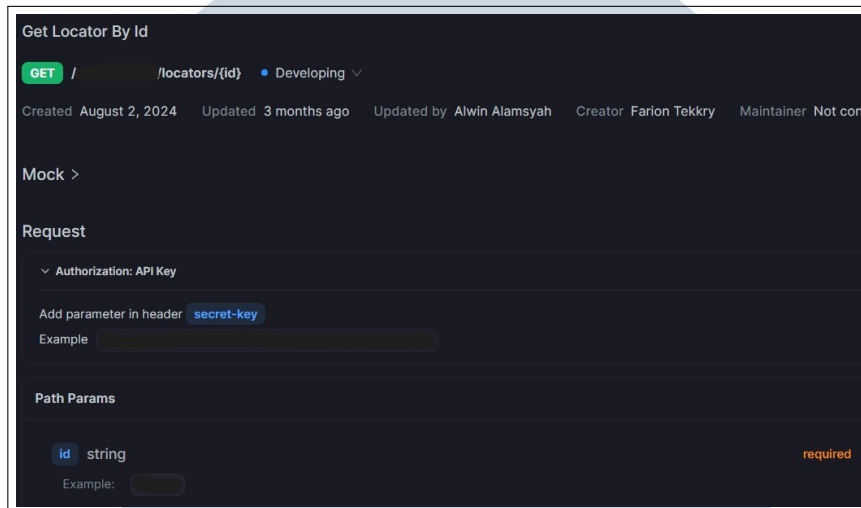 Get Locator By Id
GET / /locators/{id} Developing
Created August 2, 2024 Updated 3 months ago Updated by Alwin Alamsyah Creator Farion Tekkry Maintainer Not con
Mock >
Request
Authorization: API Key
Add parameter in header secret-key
Example
Path Params
id string required
Example: